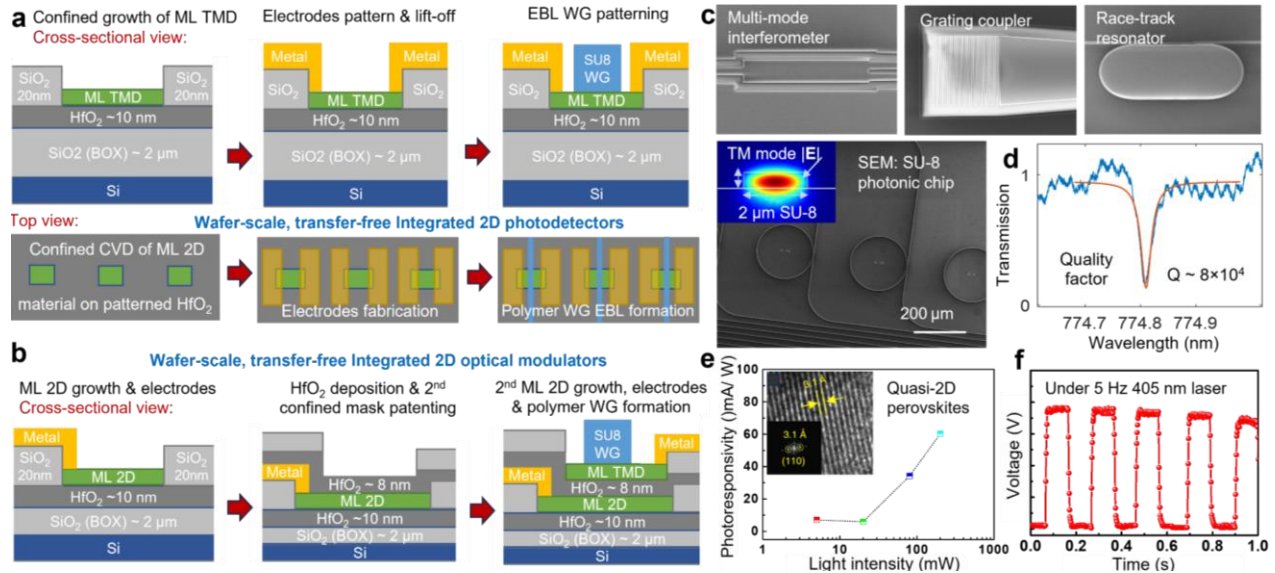 a
Confined growth of ML TMD
Cross-sectional view:
Electrodes pattern & lift-off
EBL WG patterning
SiO2
20nm
ML TMD
SiO2
20nm
HfO2 ~10 nm
SiO2 (BOX) ~ 2 µm
Si
Metal
Metal
SiO2
ML TMD
SiO2
HfO2 ~10 nm
SiO2 (BOX) ~ 2 µm
Si
Metal
SU8
WG
Metal
SiO2
ML TMD
SiO2
HfO2 ~10 nm
SiO2 (BOX) ~ 2 µm
Si
Top view:
Wafer-scale, transfer-free Integrated 2D photodetectors
Confined CVD of ML 2D
material on patterned HfO2
Electrodes fabrication
Polymer WG EBL formation
b
Wafer-scale, transfer-free Integrated 2D optical modulators
ML 2D growth & electrodes
Cross-sectional view:
HfO2 deposition & 2nd
confined mask patenting
2nd ML 2D growth, electrodes
& polymer WG formation
Metal
SiO2
20nm
ML 2D
SiO2
20nm
HfO2 ~10 nm
SiO2 (BOX) ~ 2 µm
Si
Metal
HfO2 ~ 8 nm
ML 2D
HfO2 ~10 nm
SiO2 (BOX) ~ 2 µm
Si
SU8
WG
Metal
ML TMD
Metal
HfO2 ~ 8 nm
ML 2D
HfO2 ~10 nm
SiO2 (BOX) ~ 2 µm
Si
c
Multi-mode
interferometer
Grating coupler
Race-track
resonator
TM mode |E|
2 µm SU-8
SEM: SU-8
photonic chip
200 µm
d
Transmission
1
0
Quality
factor
Q ~ 8×10⁴
774.7 774.8 774.9
Wavelength (nm)
e
Photoresponsivity ()mA/ W)
100
80
60
40
20
0
3.1 Å
3.1 Å
(110)
Quasi-2D
perovskites
1 10 100 1000
Light intensity (mW)
f
Under 5 Hz 405 nm laser
Voltage (V)
0.0 0.2 0.4 0.6 0.8 1.0
Time (s)